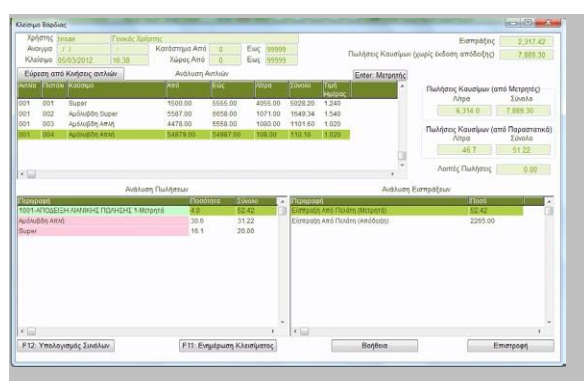 Κλείσιμο Βάρδιας
Χρήστης Γενικός Χρήστης Εισπράξεις 2,317.42
Άνοιγμα / / : Κατάστημα Από 0 Εως 99999 Πωλήσεις Καυσίμων (χωρίς έκδοση απόδειξης) 7,889.30
Κλείσιμο 05/03/2012 16:38 Χώρος Από 0 Εως 99999
Εύρεση από Κινήσεις αντλιών Ανάλυση Αντλιών Enter: Μετρητής
Αντλία Πιστόλι Καύσιμο Από Εώς Λίτρα Σύνολο Τιμή Ημέρας
001 001 Super 1500.00 5555.00 4055.00 5028.20 1.240
001 002 Αμόλυβδη Super 5587.00 6658.00 1071.00 1649.34 1.540
001 003 Αμόλυβδη Απλή 4478.00 5558.00 1080.00 1101.60 1.020
001 004 Αμόλυβδη Απλή 54879.00 54987.00 108.00 110.16 1.020
Πωλήσεις Καυσίμων (από Μετρητές)
Λίτρα Σύνολο
6,314.0 7,889.30
Πωλήσεις Καυσίμων (από Παραστατικά)
Λίτρα Σύνολο
46.7 51.22
Λοιπές Πωλήσεις 0.00
Ανάλυση Πωλήσεων Ανάλυση Εισπράξεων
Περιγραφή Ποσότητα Σύνολο
1001-ΑΠΟΔΕΙΞΗ ΛΙΑΝΙΚΗΣ ΠΩΛΗΣΗΣ 1-Μετρητά 4.0 52.42
Αμόλυβδη Απλή 30.6 31.22
Super 16.1 20.00
Περιγραφή Ποσό
Είσπραξη Από Πελάτη (Μετρητά) 52.42
Είσπραξη Από Πελάτη (Απόδειξη) 2265.00
F12: Υπολογισμός Συνόλων F11: Ενημέρωση Κλεισίματος Βοήθεια Επιστροφή